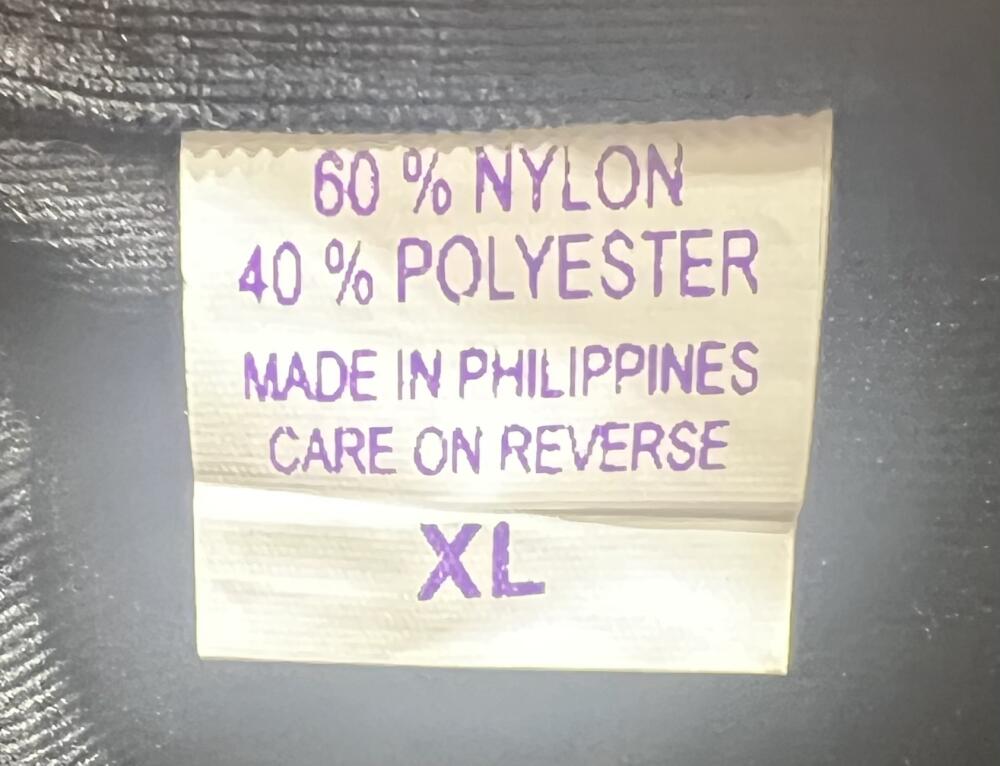 60 % NYLON
40 % POLYESTER
MADE IN PHILIPPINES
CARE ON REVERSE
XL